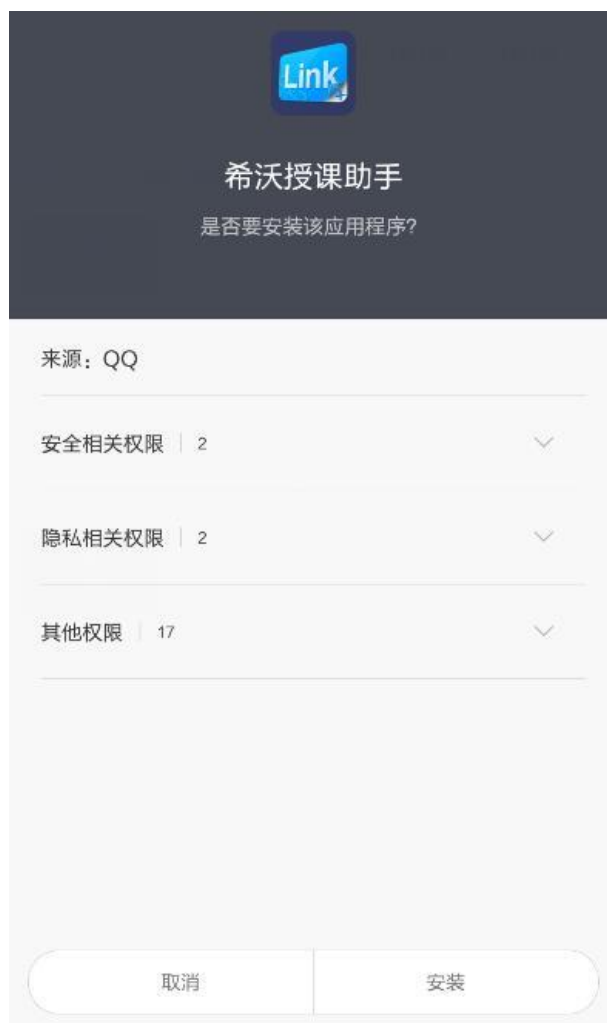 Link
希沃授课助手
是否要安装该应用程序?
来源：QQ
安全相关权限 | 2
隐私相关权限 | 2
其他权限 | 17
取消 安装